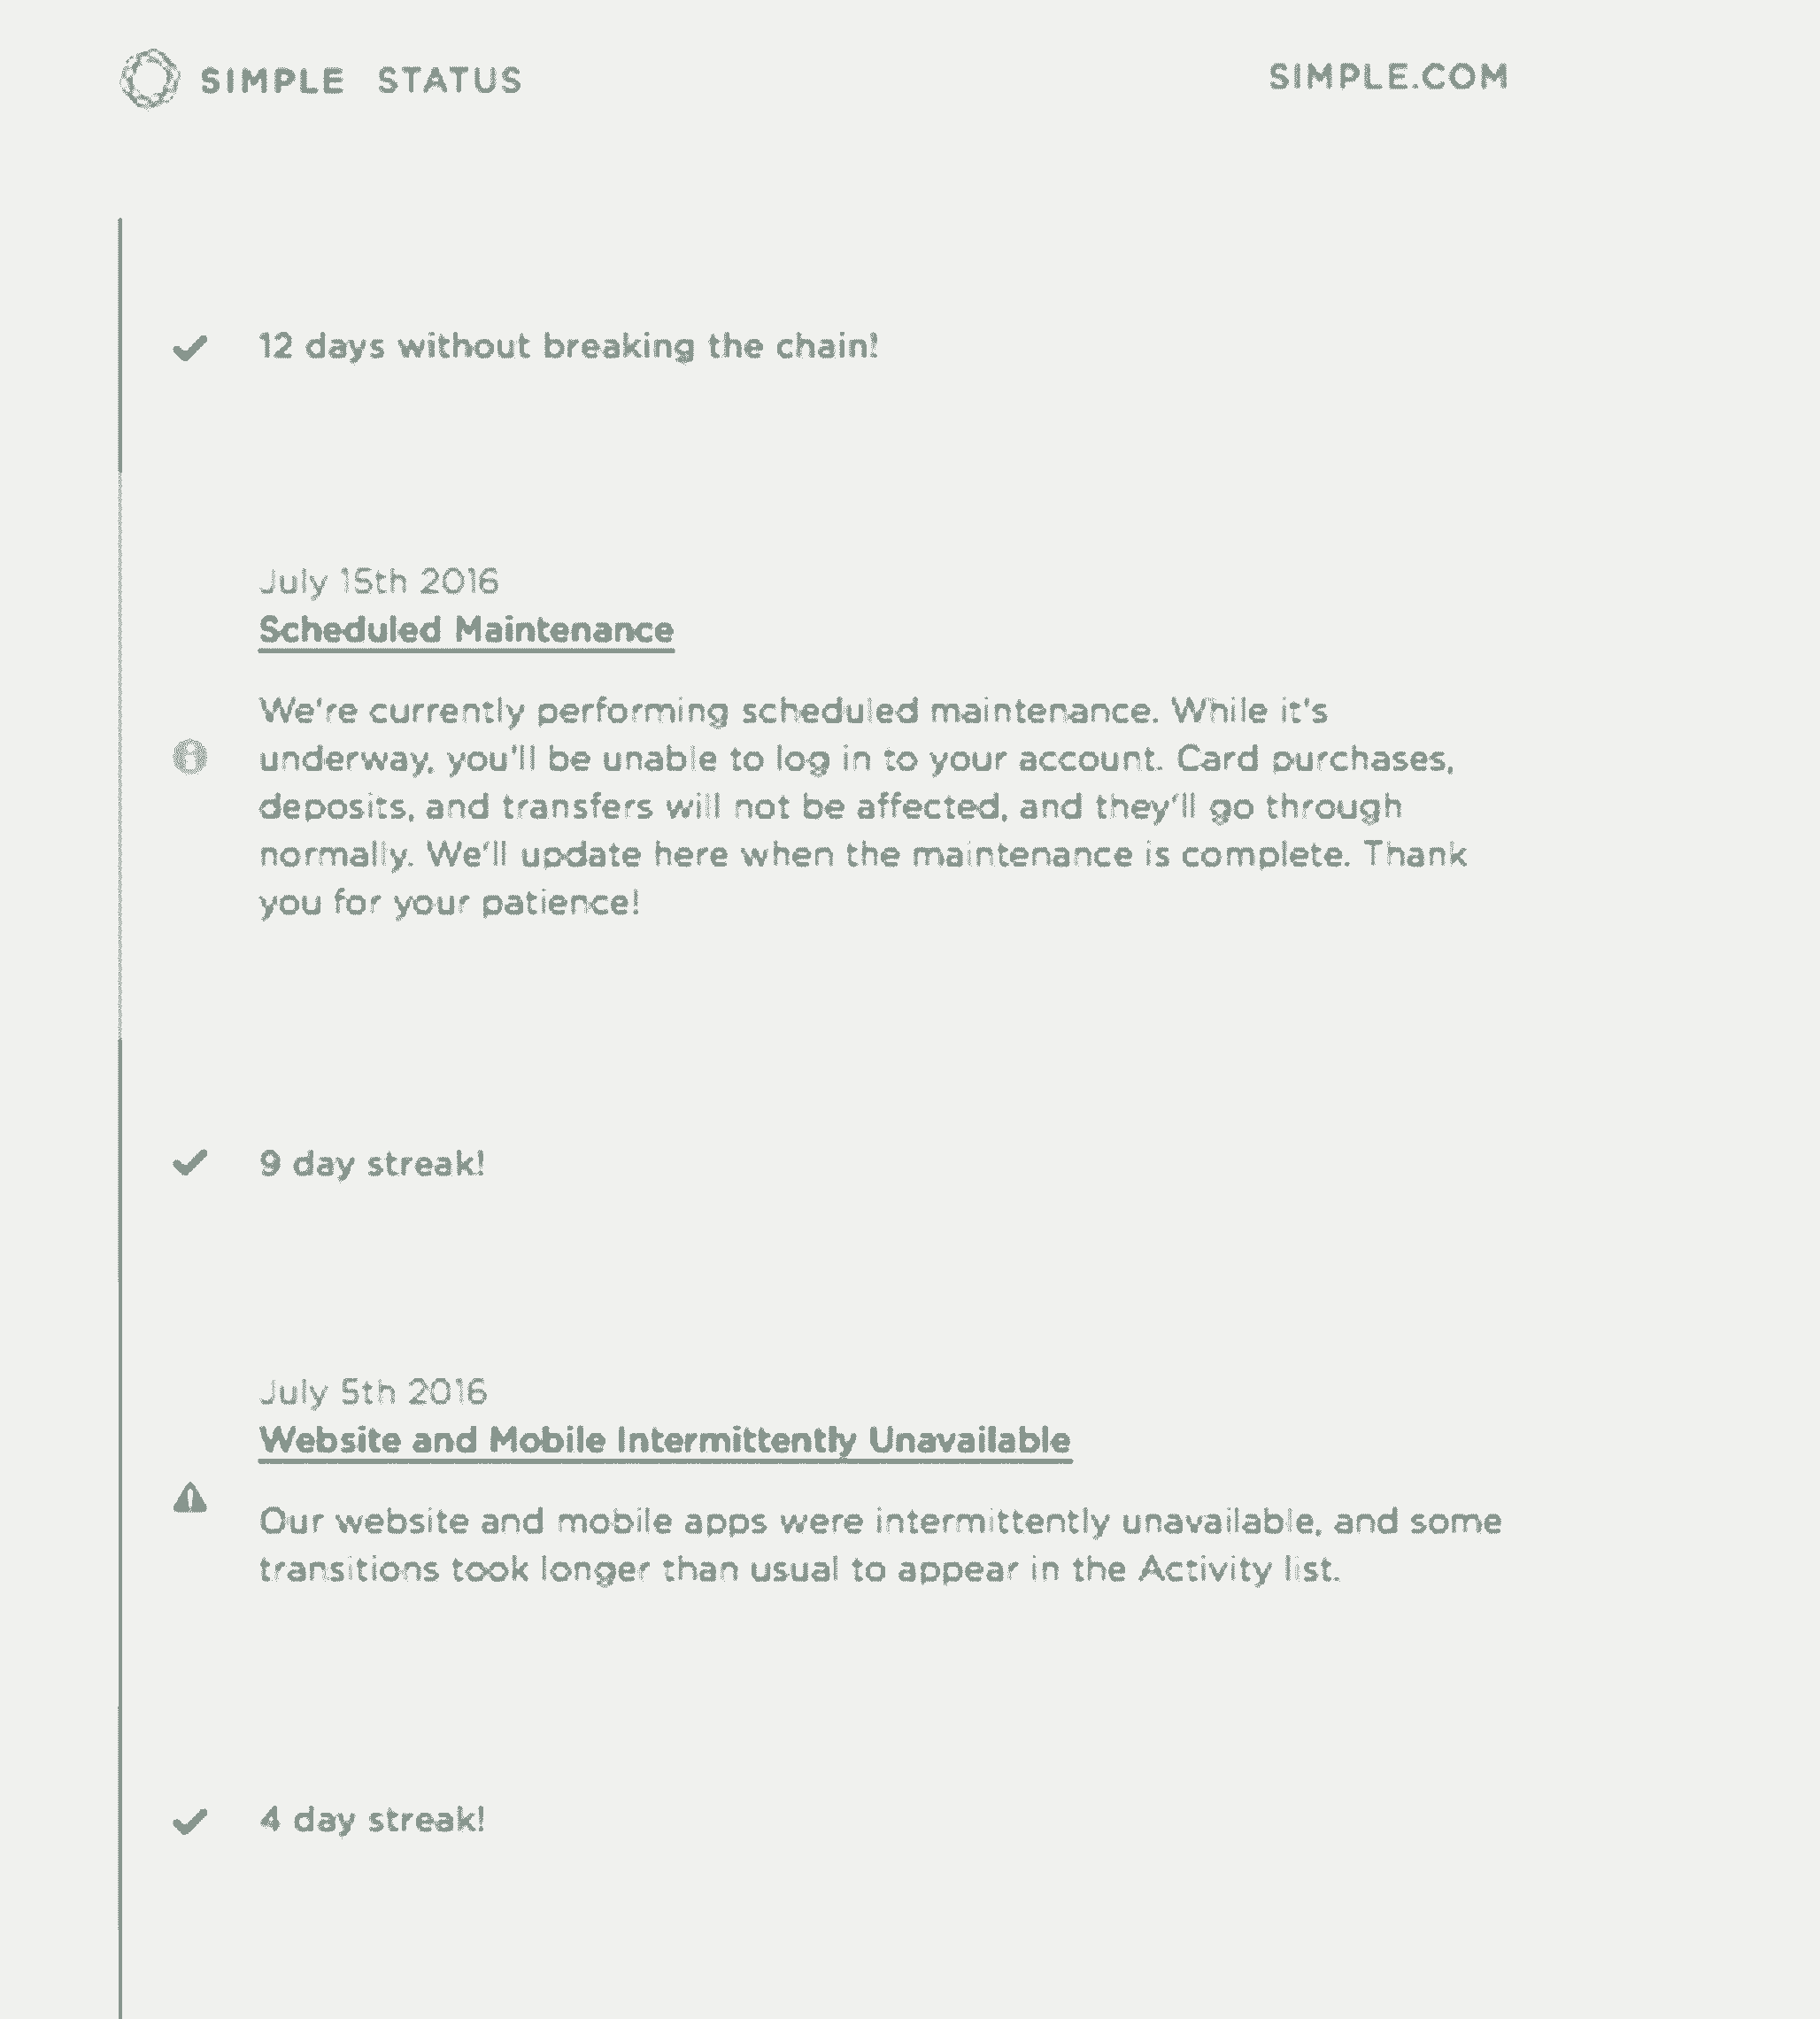 SIMPLE STATUS
SIMPLE.COM
12 days without breaking the chain!
July 15th 2016
Scheduled Maintenance
We're currently performing scheduled maintenance. While it's
underway, you'll be unable to log in to your account. Card purchases,
deposits, and transfers will not be affected, and they'll go through
normally. We'll update here when the maintenance is complete. Thank
you for your patience!
9 day streak!
July 5th 2016
Website and Mobile Intermittently Unavailable
Our website and mobile apps were intermittently unavailable, and some
transitions took longer than usual to appear in the Activity list.
4 day streak!